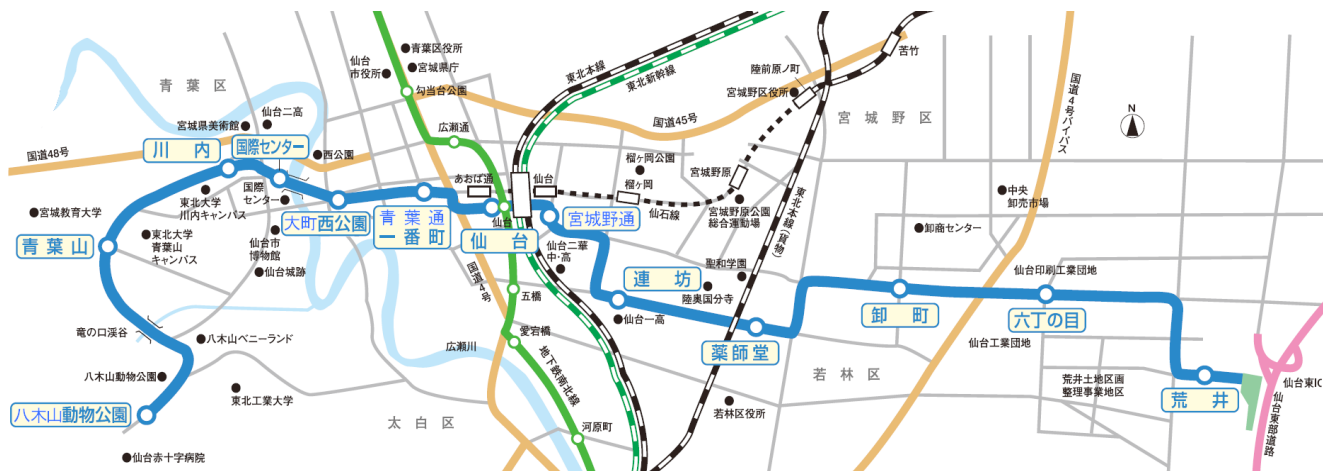 青葉区役所
宮城県庁
仙台
市役所
勾当台公園
東北本線
東北新幹線
苦竹
陸前原ノ町
宮城野区役所
国道4号バイパス
N
青葉区
仙台二高
宮城県美術館
国道48号
川内
国際センター
西公園
広瀬通
国道45号
宮城野区
榴ヶ岡公園
榴ヶ岡
宮城野原
あおば通
仙台
仙石線
宮城野原公園
総合運動場
東北本線(貨物)
中央
卸売市場
卸商センター
東北大学
川内キャンパス
国際
センター
宮城教育大学
青葉山
東北大学
青葉山
キャンパス
仙台市
博物館
仙台城跡
大町西公園
青葉通
一番町
仙台
仙台
宮城野通
仙台二華
中・高
国道4号
連坊
聖和学園
陸奥国分寺
仙台一高
五橋
愛宕橋
薬師堂
卸町
仙台印刷工業団地
六丁の目
仙台工業団地
荒井土地区画
整理事業地区
荒井
仙台東IC
仙台東部道路
竜の口渓谷
八木山ベニーランド
八木山動物公園
八木山動物公園
東北工業大学
広瀬川
地下鉄南北線
河原町
太白区
若林区
若林区役所
仙台赤十字病院